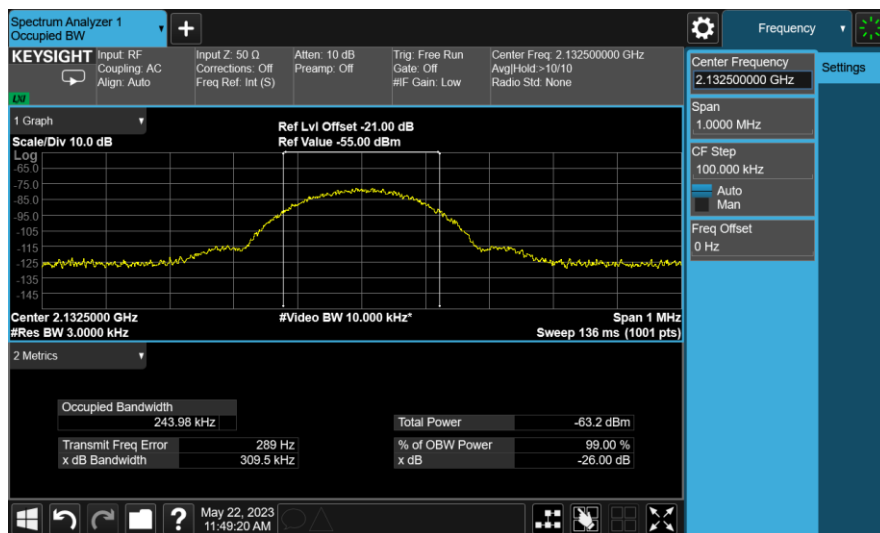 Spectrum Analyzer 1
Occupied BW
Frequency
KEYSIGHT
LXI
Input: RF
Coupling: AC
Align: Auto
Input Z: 50 Ω
Corrections: Off
Freq Ref: Int (S)
Atten: 10 dB
Preamp: Off
Trig: Free Run
Gate: Off
#IF Gain: Low
Center Freq: 2.132500000 GHz
Avg|Hold:>10/10
Radio Std: None
Center Frequency
2.132500000 GHz
Settings
Span
1.0000 MHz
CF Step
100.000 kHz
Auto
Man
Freq Offset
0 Hz
1 Graph
Scale/Div 10.0 dB
Ref Lvl Offset -21.00 dB
Ref Value -55.00 dBm
Log
-65.0
-75.0
-85.0
-95.0
-105
-115
-125
-135
-145
Center 2.1325000 GHz
#Video BW 10.000 kHz*
Span 1 MHz
#Res BW 3.0000 kHz
Sweep 136 ms (1001 pts)
2 Metrics
Occupied Bandwidth
243.98 kHz
Total Power -63.2 dBm
Transmit Freq Error 289 Hz
% of OBW Power 99.00 %
x dB Bandwidth 309.5 kHz
x dB -26.00 dB
?
May 22, 2023
11:49:20 AM